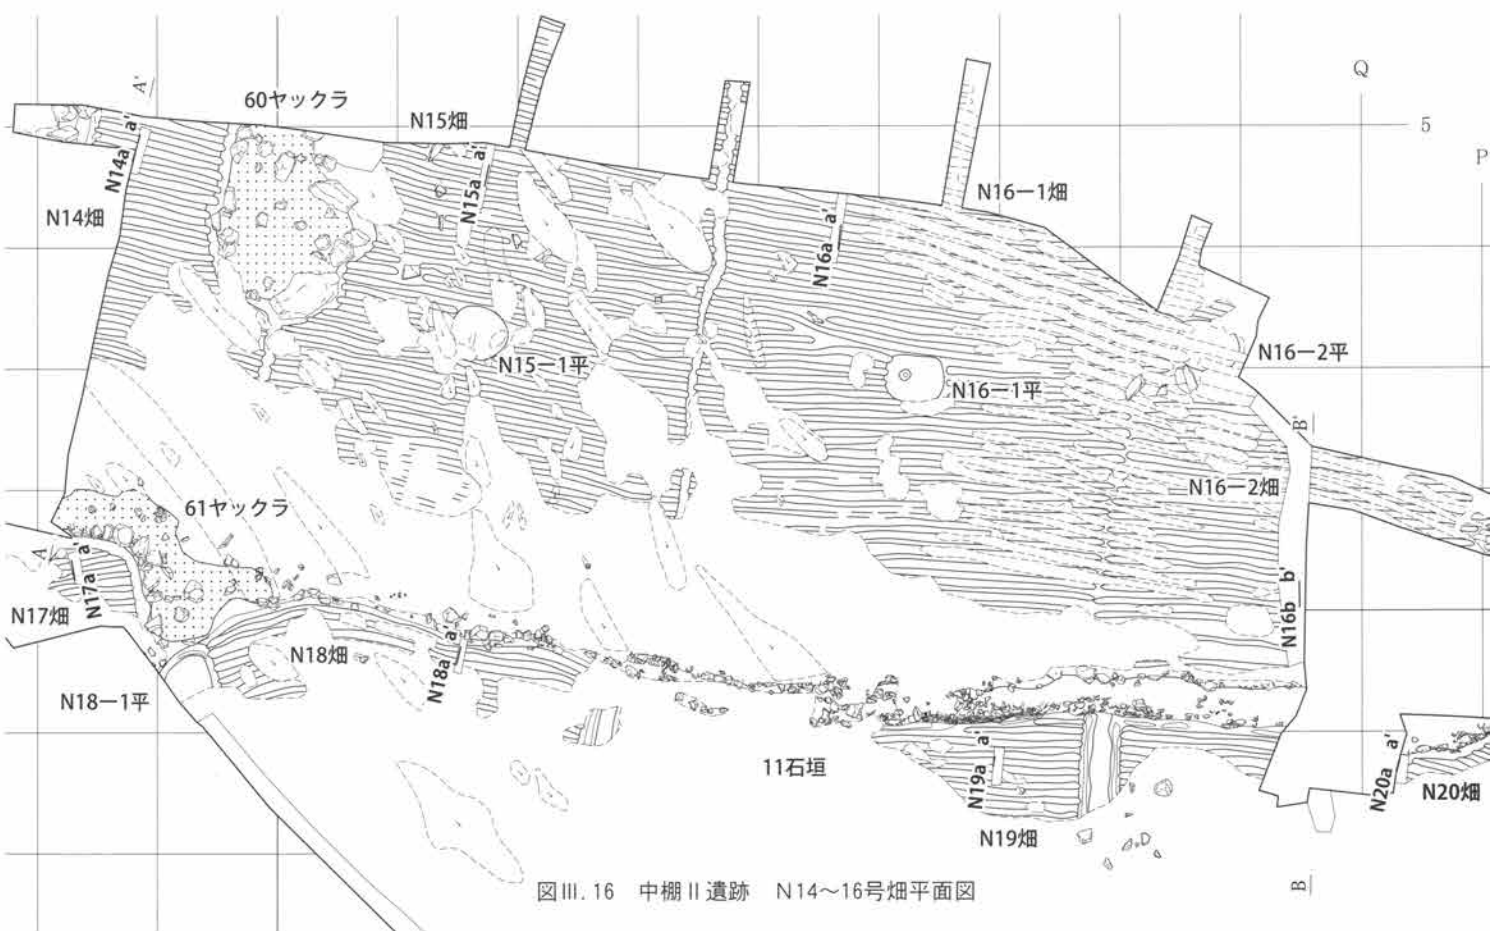 Q
A'
60ヤックラ
N15畑
5
P
a'
a'
N14a
N15a
N16ー1畑
N14畑
a'
N16a
N16ー2平
N15ー1平
N16ー1平
B'
N16ー2畑
61ヤックラ
A
a'
N17a
b'
N16b
N17畑
N18畑
a'
N18a
N18ー1平
a'
N19a
11石垣
a'
N20a
N20畑
N19畑
B
図III.16 中棚II遺跡 N14～16号畑平面図